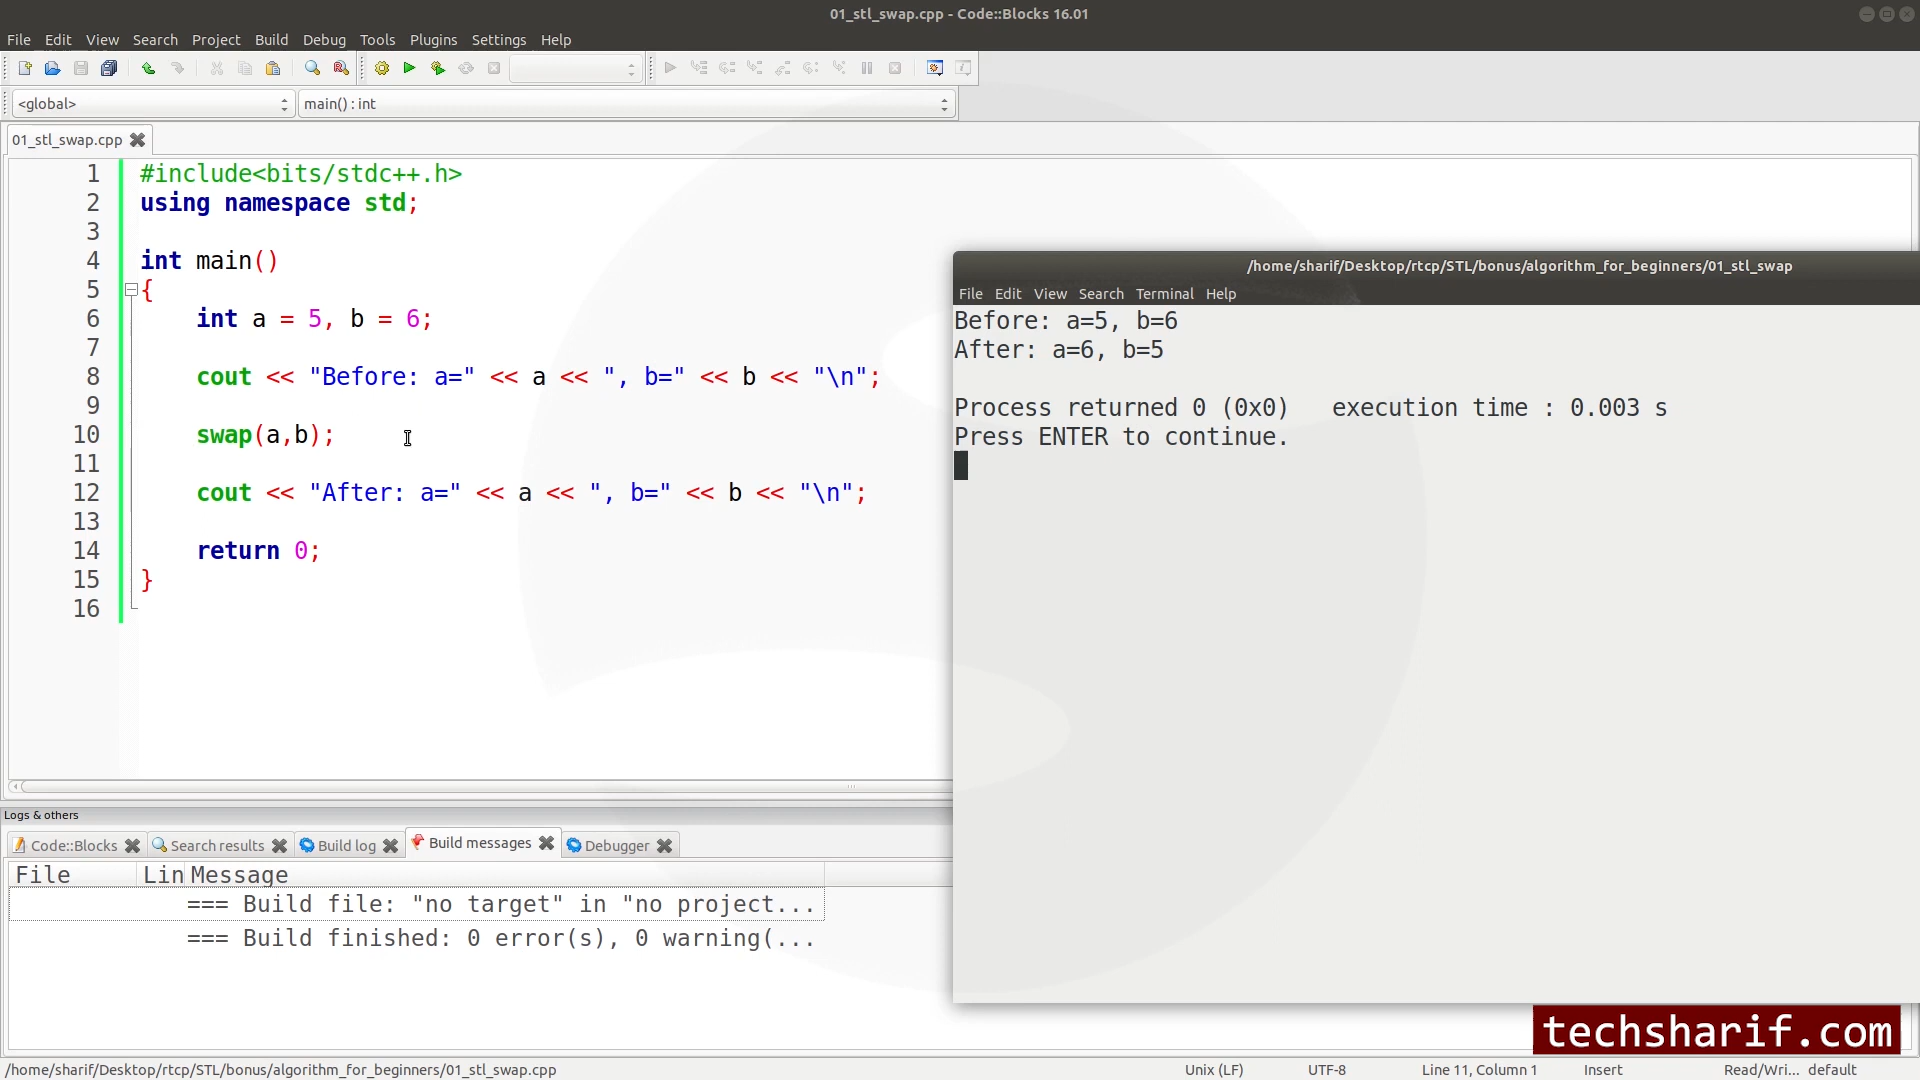 01_stl_swap.cpp - Code::Blocks 16.01
File Edit View Search Project Build Debug Tools Plugins Settings Help
<global> main() : int
01_stl_swap.cpp
1 #include<bits/stdc++.h>
2 using namespace std;
3
4 int main()
5 {
6 int a = 5, b = 6;
7
8 cout << "Before: a=" << a << ", b=" << b << "\n";
9
10 swap(a,b);
11
12 cout << "After: a=" << a << ", b=" << b << "\n";
13
14 return 0;
15 }
16
/home/sharif/Desktop/rtcp/STL/bonus/algorithm_for_beginners/01_stl_swap
File Edit View Search Terminal Help
Before: a=5, b=6
After: a=6, b=5
Process returned 0 (0x0) execution time : 0.003 s
Press ENTER to continue.
Logs & others
Code::Blocks Search results Build log Build messages Debugger
File Lin Message
=== Build file: "no target" in "no project...
=== Build finished: 0 error(s), 0 warning(...
techsharif.com
/home/sharif/Desktop/rtcp/STL/bonus/algorithm_for_beginners/01_stl_swap.cpp Unix (LF) UTF-8 Line 11, Column 1 Insert Read/Wri... default